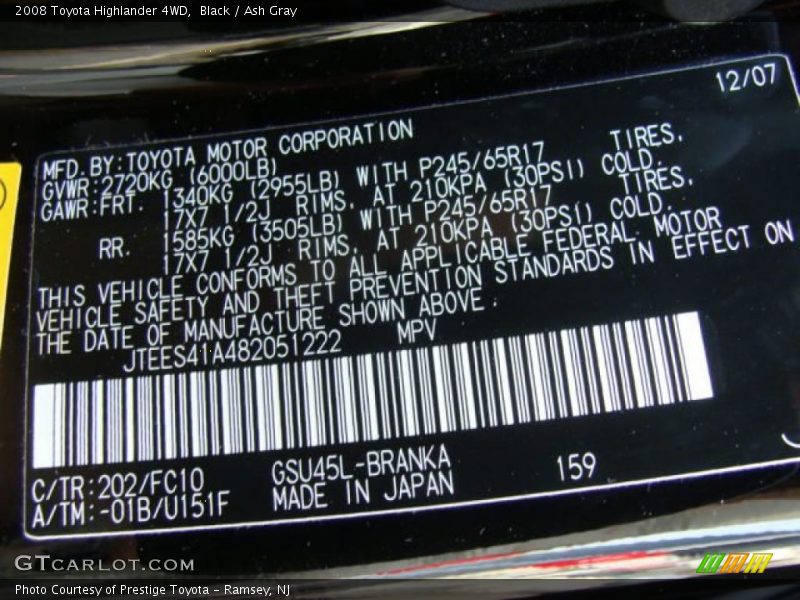 2008 Toyota Highlander 4WD, Black / Ash Gray
12/07
MFD. BY: TOYOTA MOTOR CORPORATION
GVWR: 2720KG (6000LB)
GAWR: FRT. 1340KG (2955LB) WITH P245/65R17 TIRES,
17X7 1/2J RIMS, AT 210KPA (30PSI) COLD.
RR. 1585KG (3505LB) WITH P245/65R17 TIRES,
17X7 1/2J RIMS, AT 210KPA (30PSI) COLD.
THIS VEHICLE CONFORMS TO ALL APPLICABLE FEDERAL MOTOR
VEHICLE SAFETY AND THEFT PREVENTION STANDARDS IN EFFECT ON
THE DATE OF MANUFACTURE SHOWN ABOVE.
JTEES41A482051222 MPV
C/TR: 202/FC10 GSU45L-BRANKA 159
A/TM: -01B/U151F MADE IN JAPAN
GTCARLOT.COM
Photo Courtesy of Prestige Toyota - Ramsey, NJ